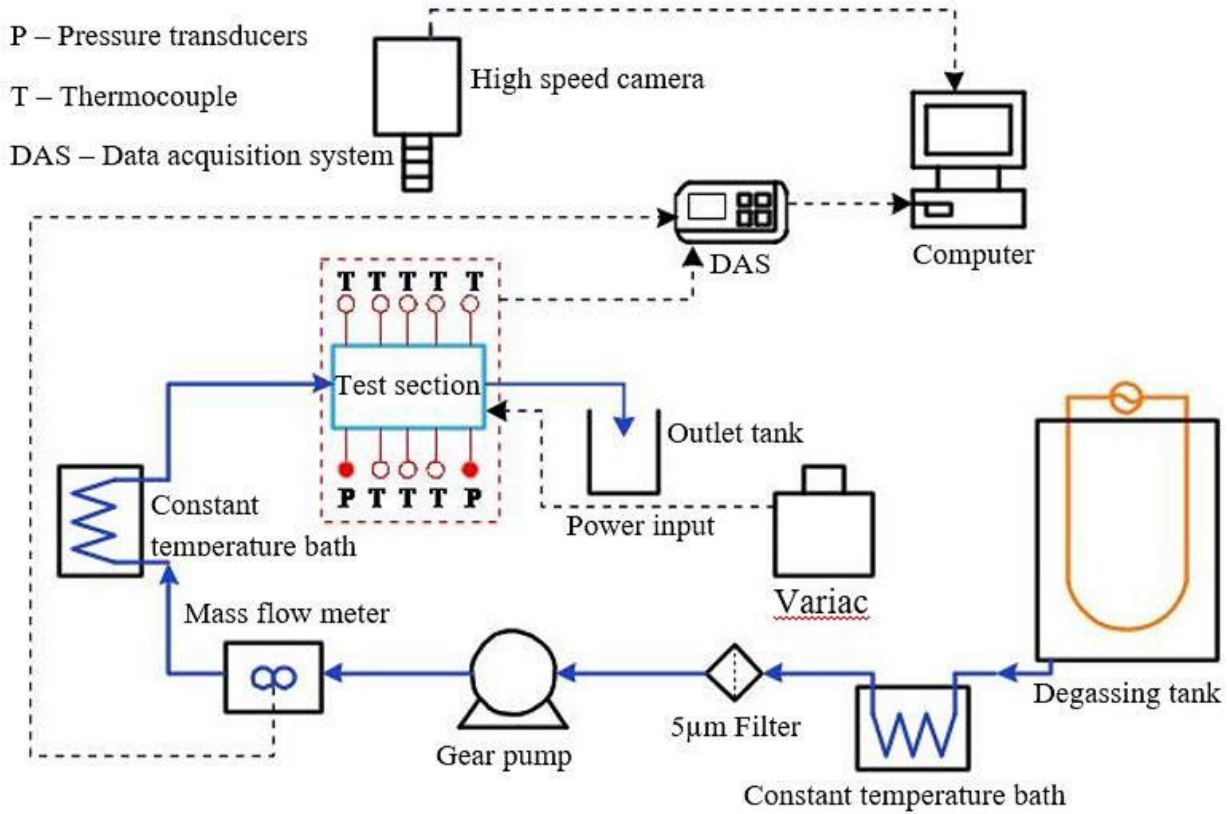 P – Pressure transducers
T – Thermocouple
DAS – Data acquisition system
High speed camera
Computer
DAS
T T T T T
Test section
P T T T P
Outlet tank
Power input
Variac
Constant
temperature bath
Mass flow meter
Gear pump
5µm Filter
Constant temperature bath
Degassing tank